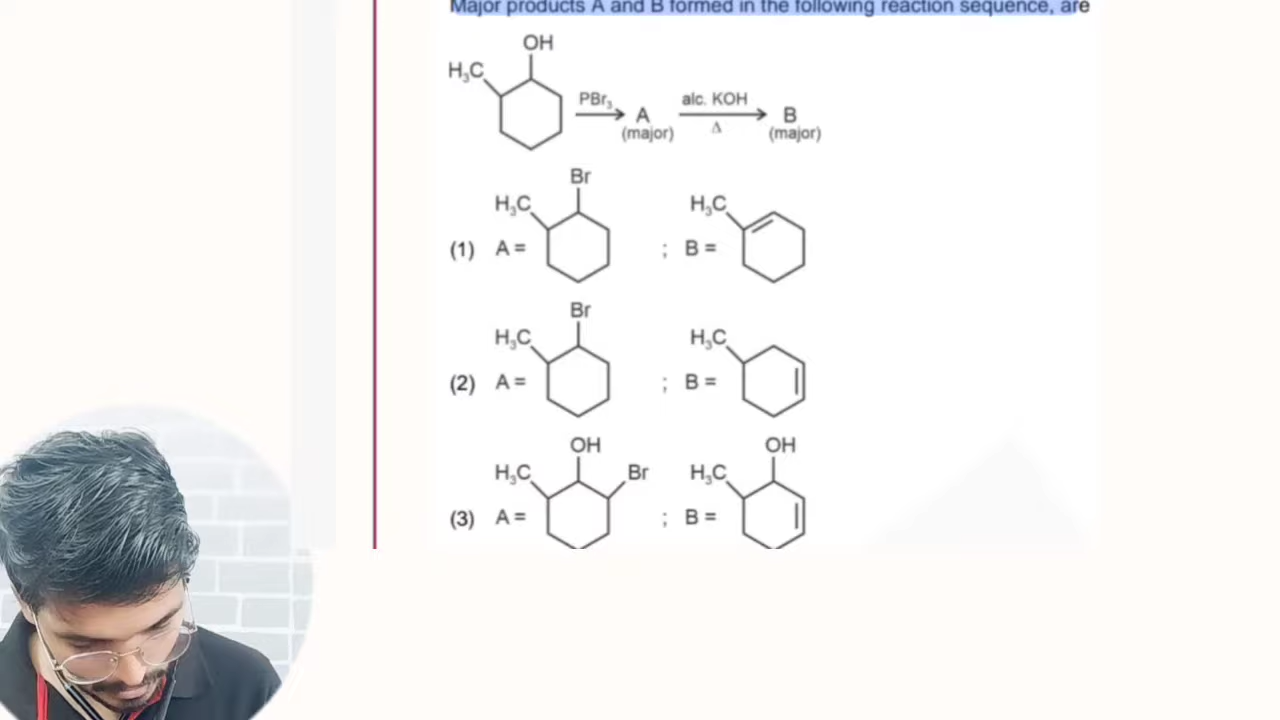 Major products A and B formed in the following reaction sequence, are
OH
H₃C
PBr₃ alc. KOH
A B
Δ
(major) (major)
Br
H₃C H₃C
(1) A = ; B =
Br
H₃C H₃C
(2) A = ; B =
OH OH
H₃C Br H₃C
(3) A = ; B =